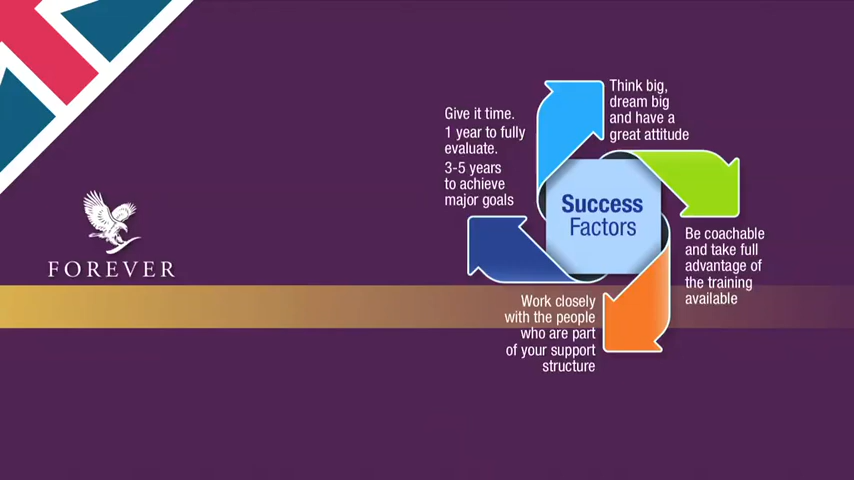 FOREVER
Success
Factors
Think big,
dream big
and have a
great attitude
Be coachable
and take full
advantage of
the training
available
Work closely
with the people
who are part
of your support
structure
Give it time.
1 year to fully
evaluate.
3-5 years
to achieve
major goals